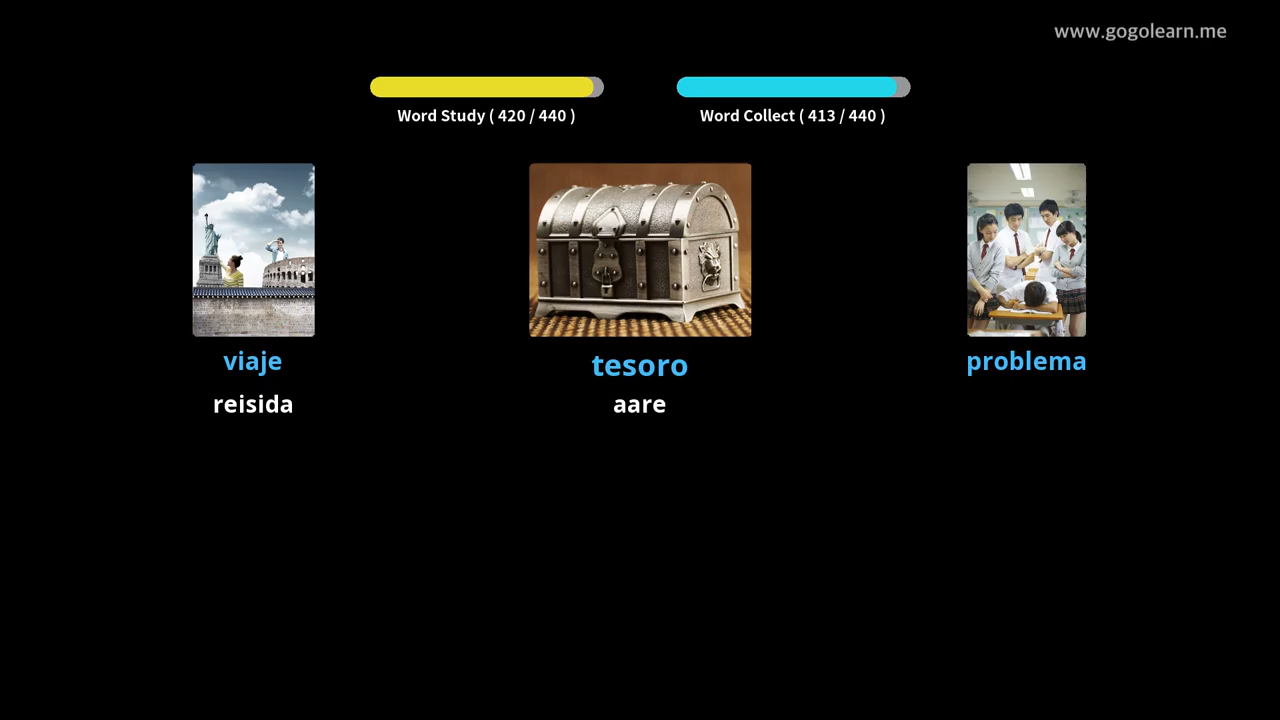 www.gogolearn.me
Word Study ( 420 / 440 )
Word Collect ( 413 / 440 )
viaje
tesoro
problema
reisida
aare